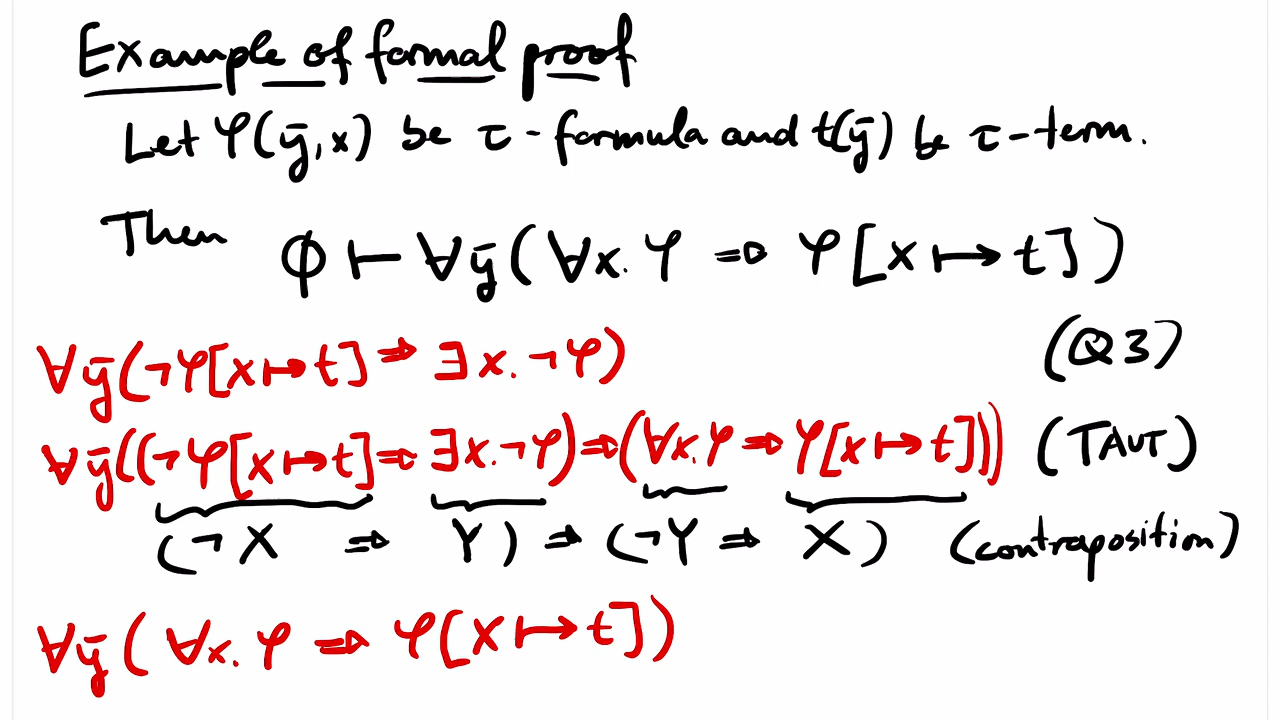 Example of formal proof
Let φ(ȳ,x) be τ-formula and t(ȳ) be τ-term.
Then ∅ ⊢ ∀ȳ(∀x.φ ⇒ φ[x↦t])
∀ȳ(¬φ[x↦t] ⇒ ∃x.¬φ) (Q3)
∀ȳ((¬φ[x↦t] ⇒ ∃x.¬φ) ⇒ (∀x.φ ⇒ φ[x↦t])) (TAUT)
(¬X ⇒ Y) ⇒ (¬Y ⇒ X) (contraposition)
∀ȳ(∀x.φ ⇒ φ[x↦t])